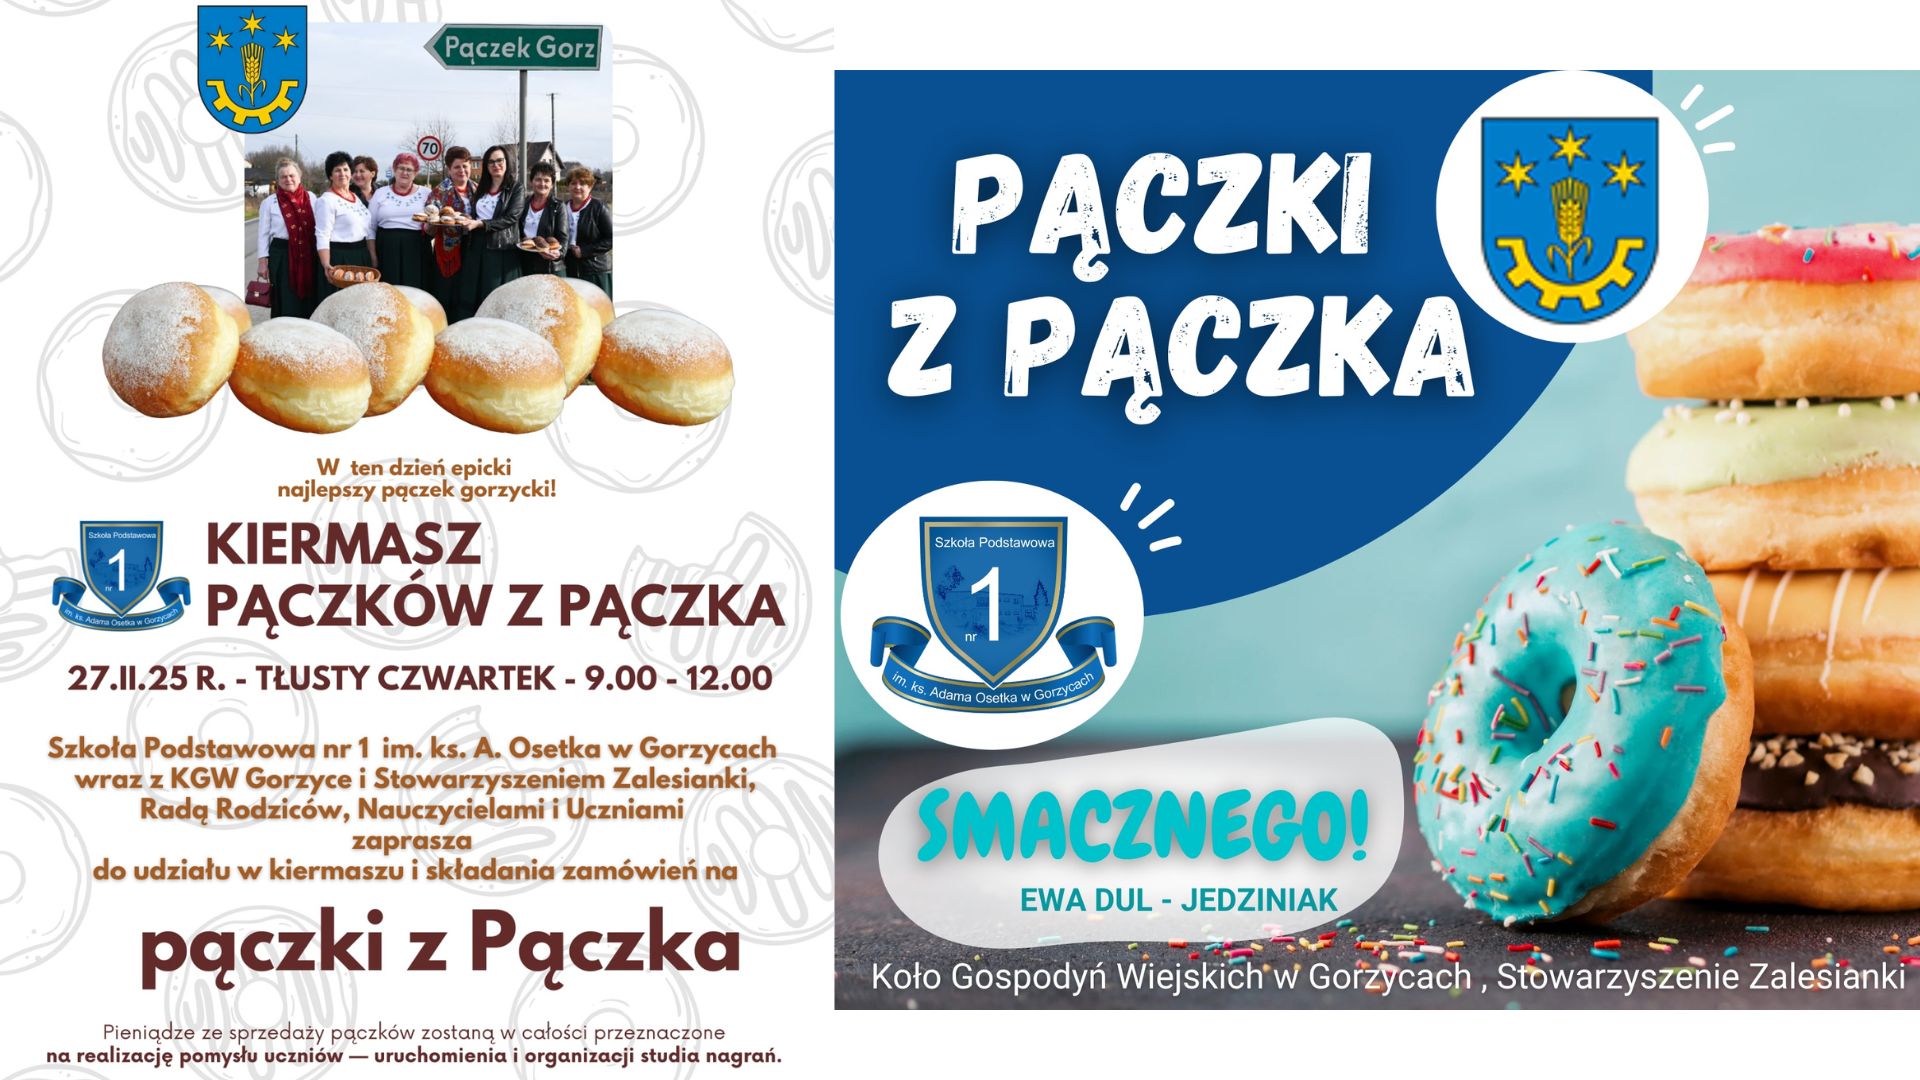 Pączek Gorz
70
W ten dzień epicki
najlepszy pączek gorzycki!
Szkoła Podstawowa
nr 1
im. ks. Adama Osetka w Gorzycach
KIERMASZ
PĄCZKÓW Z PĄCZKA
27.II.25 R. - TŁUSTY CZWARTEK - 9.00 - 12.00
Szkoła Podstawowa nr 1 im. ks. A. Osetka w Gorzycach
wraz z KGW Gorzyce i Stowarzyszeniem Zalesianki,
Radą Rodziców, Nauczycielami i Uczniami
zaprasza
do udziału w kiermaszu i składania zamówień na
pączki z Pączka
Pieniądze ze sprzedaży pączków zostaną w całości przeznaczone
na realizację pomysłu uczniów — uruchomienia i organizacji studia nagrań.
PĄCZKI
Z PĄCZKA
Szkoła Podstawowa
nr 1
im. ks. Adama Osetka w Gorzycach
SMACZNEGO!
EWA DUL - JEDZINIAK
Koło Gospodyń Wiejskich w Gorzycach , Stowarzyszenie Zalesianki